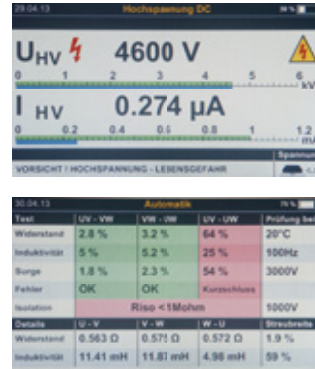 29.04.13 Hochspannung DC
UHV 4600 V
0 1 2 3 4 5 6
kV
I HV 0.274 µA
0 0.2 0.4 0.6 0.8 1 1.2
Spannung
VORSICHT ! HOCHSPANNUNG - LEBENSGEFAHR
30.04.13 Automatik
Test UV - VW VW - UW UV - UW Prüfung bei
Widerstand 2.8 % 3.2 % 64 % 20°C
Induktivität 5 % 5.2 % 25 % 100Hz
Surge 1.8 % 2.3 % 54 % 3000V
Fehler OK OK Kurzschluss
Isolation Riso <1Mohm 1000V
Details U - V V - W W - U Streubreite
Widerstand 0.563 Ω 0.575 Ω 0.572 Ω 1.9 %
Induktivität 11.41 mH 11.87 mH 4.98 mH 59 %